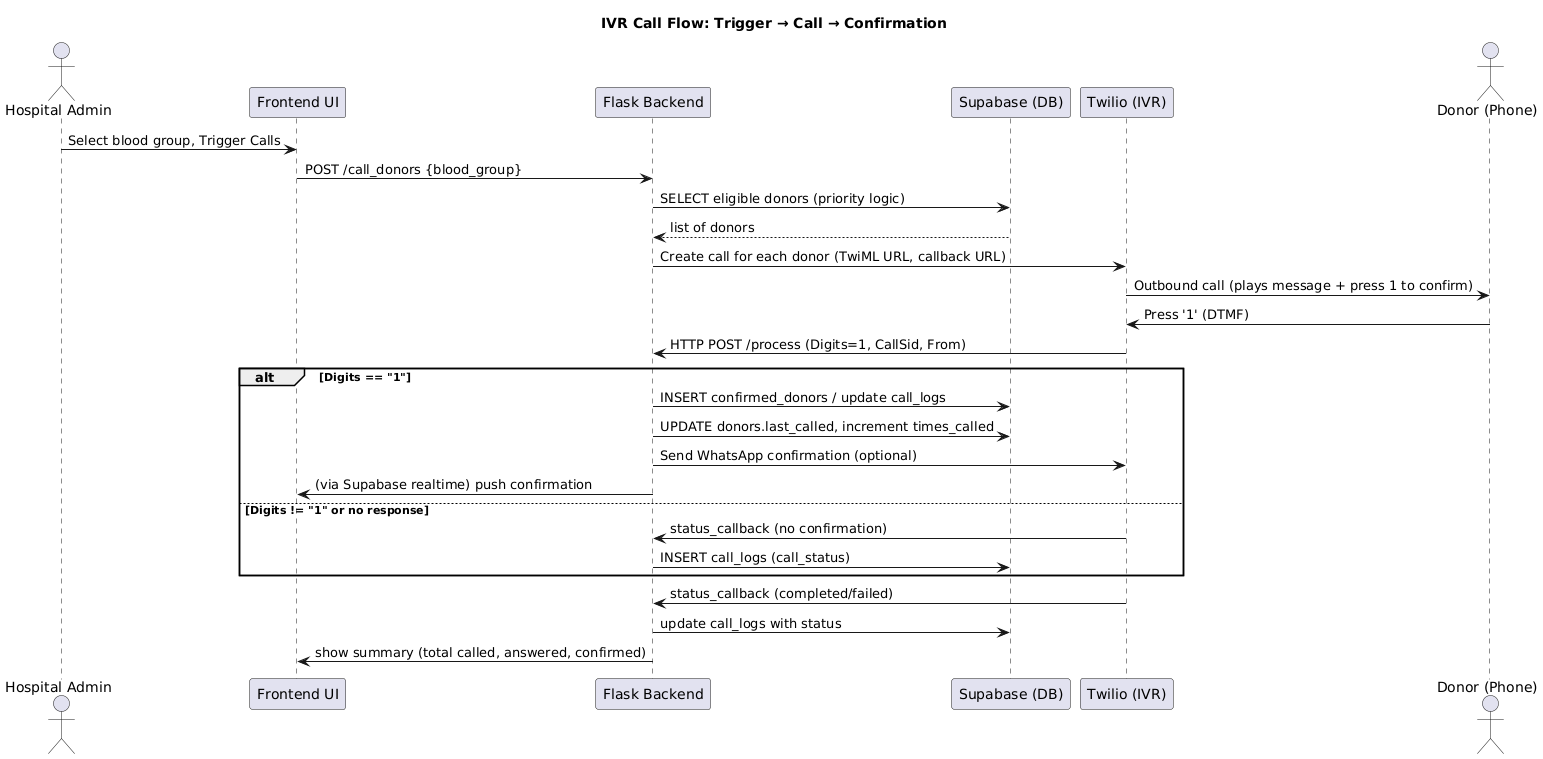 IVR Call Flow: Trigger → Call → Confirmation
Hospital Admin
Frontend UI
Flask Backend
Supabase (DB)
Twilio (IVR)
Donor (Phone)
Select blood group, Trigger Calls
POST /call_donors {blood_group}
SELECT eligible donors (priority logic)
list of donors
Create call for each donor (TwiML URL, callback URL)
Outbound call (plays message + press 1 to confirm)
Press '1' (DTMF)
HTTP POST /process (Digits=1, CallSid, From)
alt [Digits == "1"]
INSERT confirmed_donors / update call_logs
UPDATE donors.last_called, increment times_called
Send WhatsApp confirmation (optional)
(via Supabase realtime) push confirmation
[Digits != "1" or no response]
status_callback (no confirmation)
INSERT call_logs (call_status)
status_callback (completed/failed)
update call_logs with status
show summary (total called, answered, confirmed)
Hospital Admin
Frontend UI
Flask Backend
Supabase (DB)
Twilio (IVR)
Donor (Phone)